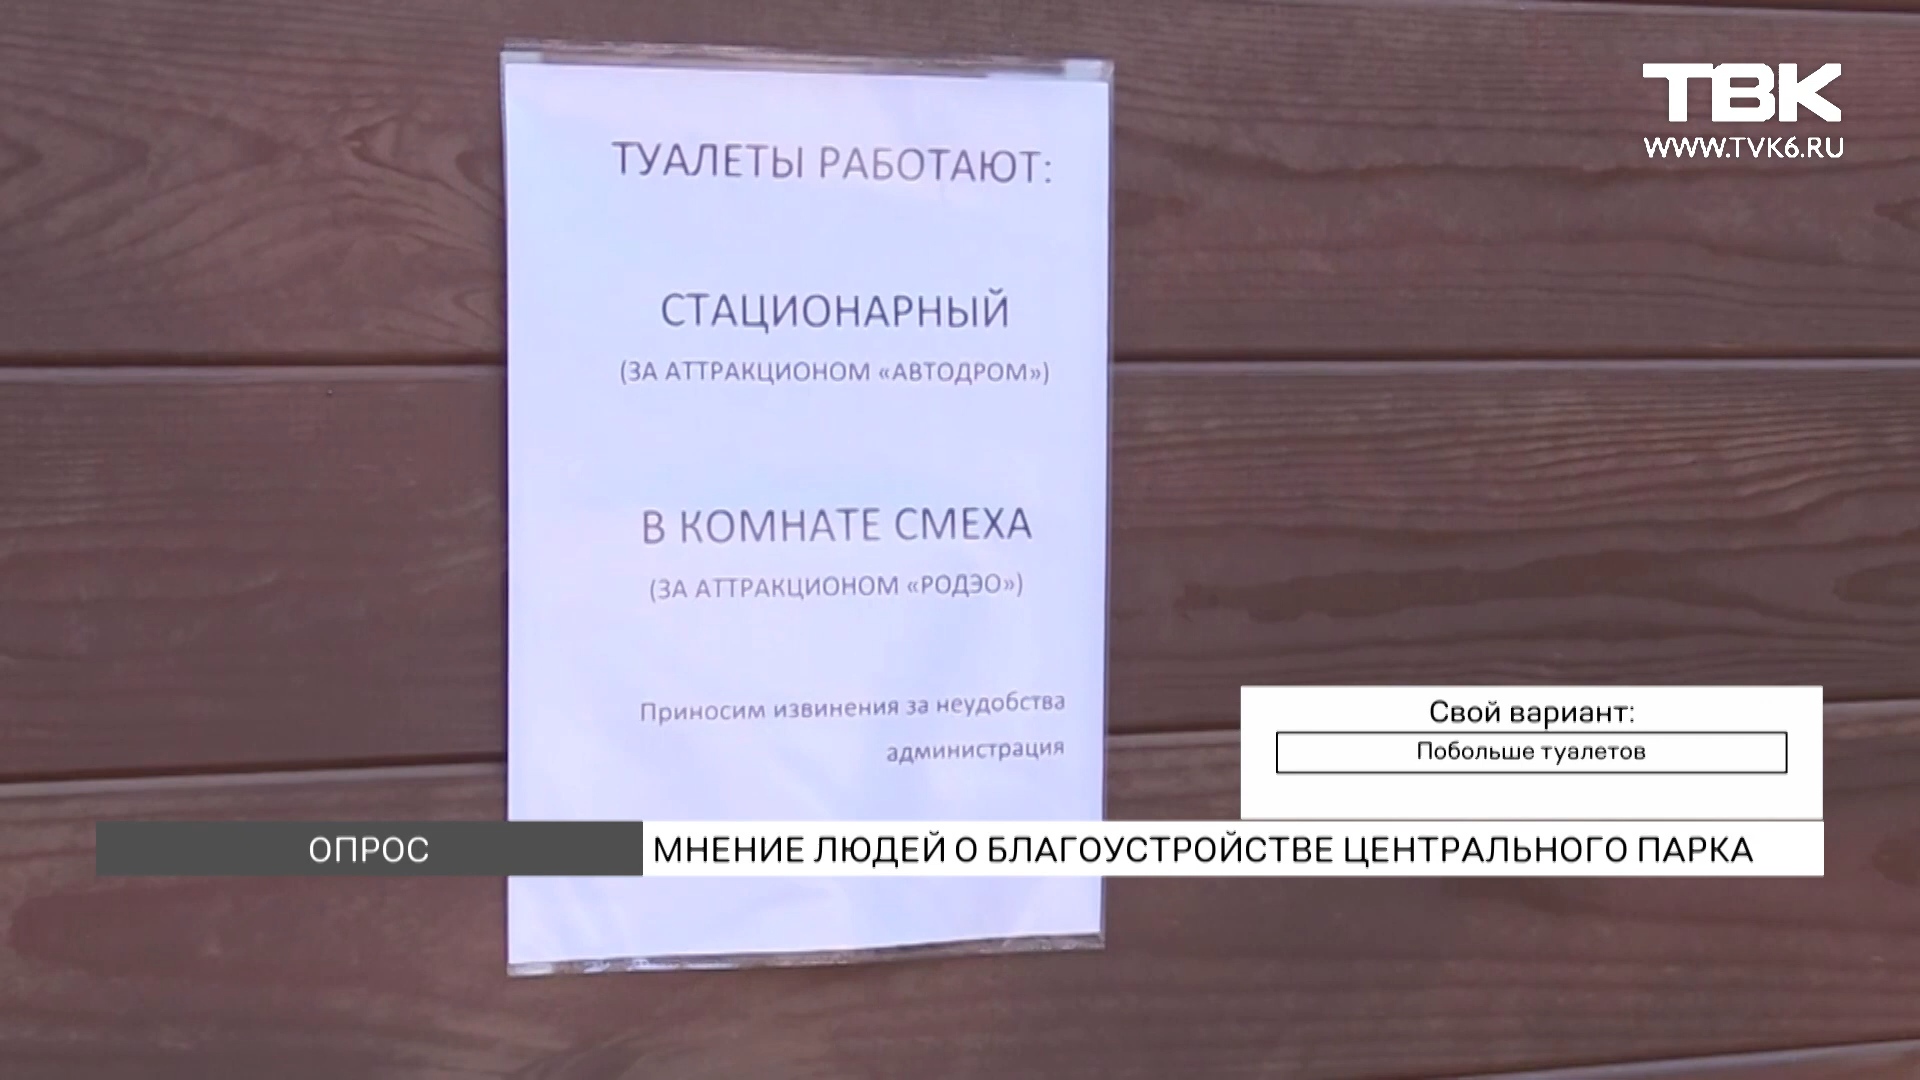 ТВК
WWW.TVK6.RU
ТУАЛЕТЫ РАБОТАЮТ:
СТАЦИОНАРНЫЙ
(ЗА АТТРАКЦИОНОМ «АВТОДРОМ»)
В КОМНАТЕ СМЕХА
(ЗА АТТРАКЦИОНОМ «РОДЭО»)
Приносим извинения за неудобства
администрация
Свой вариант:
Побольше туалетов
ОПРОС
МНЕНИЕ ЛЮДЕЙ О БЛАГОУСТРОЙСТВЕ ЦЕНТРАЛЬНОГО ПАРКА